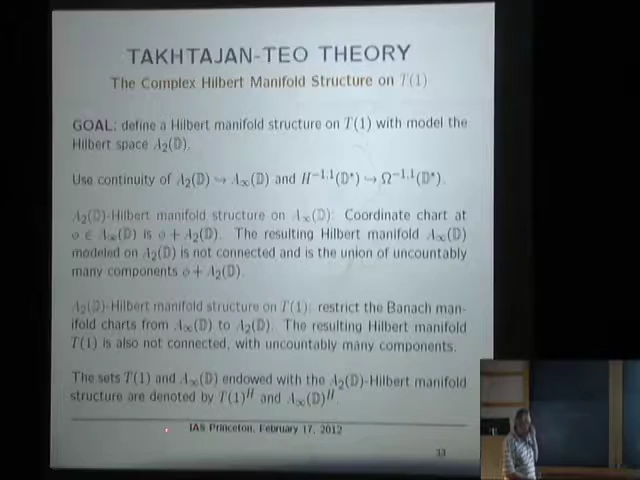 TAKHTAJAN-TEO THEORY
The Complex Hilbert Manifold Structure on T(1)
GOAL: define a Hilbert manifold structure on T(1) with model the
Hilbert space A₂(𝔻).
Use continuity of A₂(𝔻) ↪ A∞(𝔻) and H⁻¹,¹(𝔻*) ↪ Ω⁻¹,¹(𝔻*).
A₂(𝔻)-Hilbert manifold structure on A∞(𝔻): Coordinate chart at
ϕ ∈ A∞(𝔻) is ϕ + A₂(𝔻). The resulting Hilbert manifold A∞(𝔻)
modeled on A₂(𝔻) is not connected and is the union of uncountably
many components ϕ + A₂(𝔻).
A₂(𝔻)-Hilbert manifold structure on T(1): restrict the Banach man-
ifold charts from A∞(𝔻) to A₂(𝔻). The resulting Hilbert manifold
T(1) is also not connected, with uncountably many components.
The sets T(1) and A∞(𝔻) endowed with the A₂(𝔻)-Hilbert manifold
structure are denoted by T(1)ᴴ and A∞(𝔻)ᴴ.
IAS Princeton, February 17, 2012
33